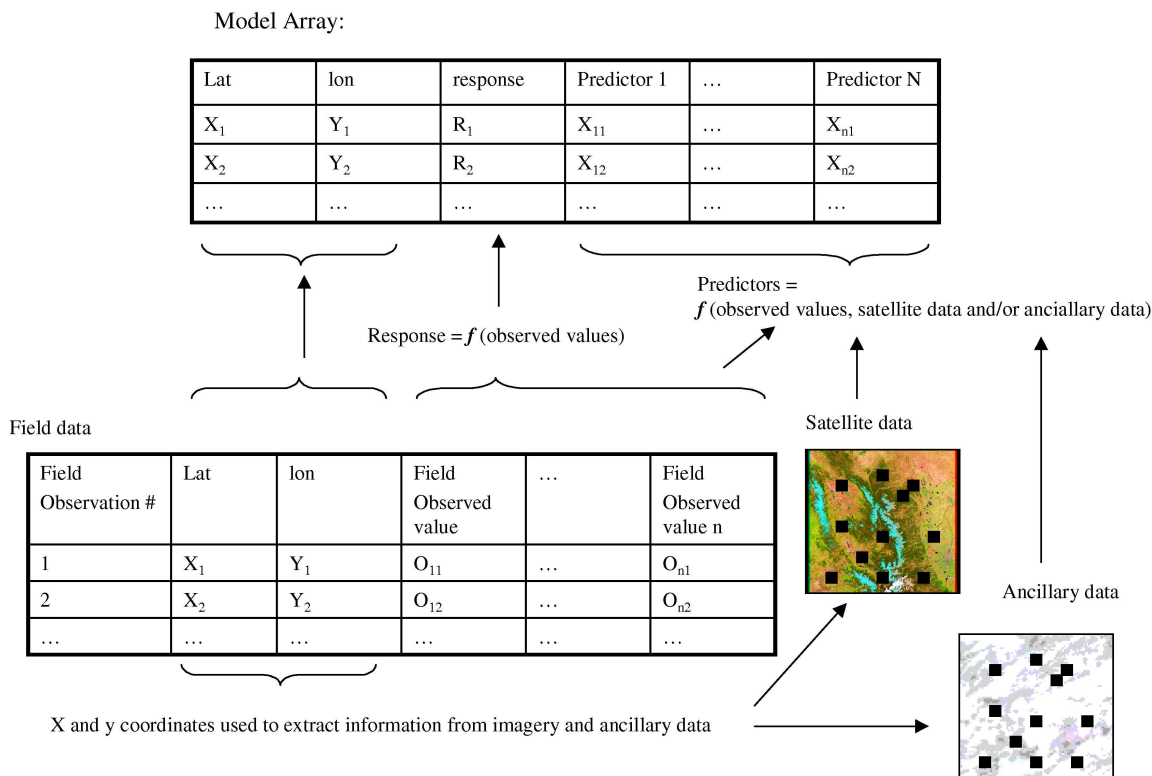 Model Array:
Lat lon response Predictor 1 … Predictor N
X1 Y1 R1 X11 … Xn1
X2 Y2 R2 X12 … Xn2
… … … … … …
Predictors =
f (observed values, satellite data and/or anciallary data)
Response = f (observed values)
Field data
Satellite data
Field Observation # Lat lon Field Observed value … Field Observed value n
1 X1 Y1 O11 … On1
2 X2 Y2 O12 … On2
… … … … … …
Ancillary data
X and y coordinates used to extract information from imagery and ancillary data